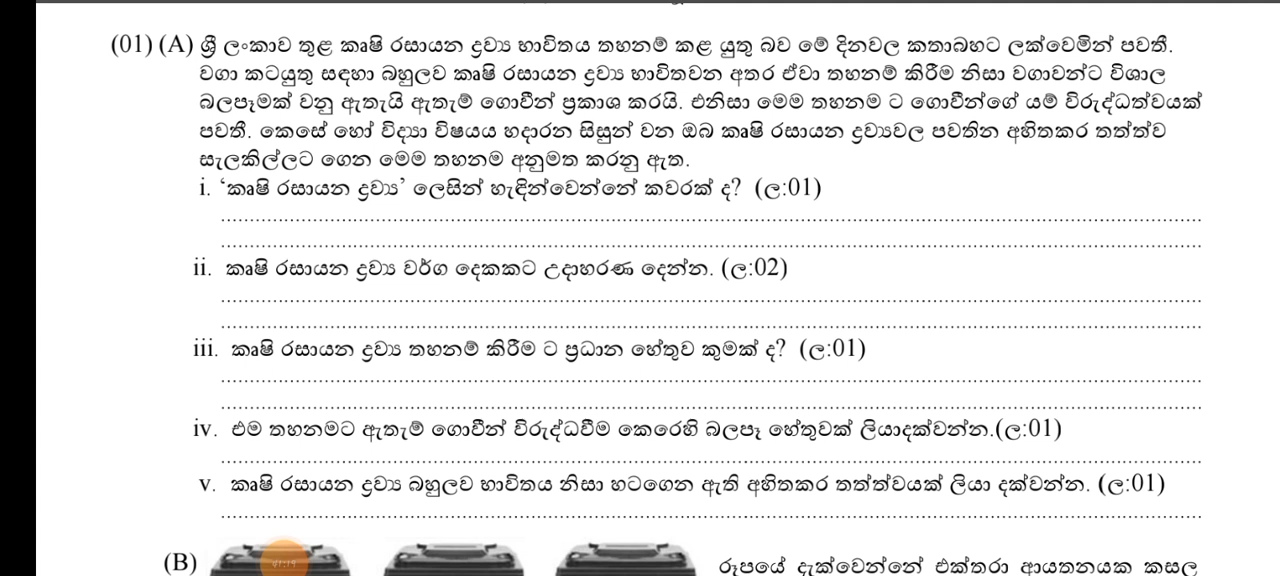 (01) (A) ශ්‍රී ලංකාව තුළ කෘෂි රසායන ද්‍රව්‍ය භාවිතය තහනම් කළ යුතු බව මේ දිනවල කතාබහට ලක්වෙමින් පවතී.
වගා කටයුතු සඳහා බහුලව කෘෂි රසායන ද්‍රව්‍ය භාවිතවන අතර ඒවා තහනම් කිරීම නිසා වගාවන්ට විශාල
බලපෑමක් වනු ඇතැයි ඇතැම් ගොවීන් ප්‍රකාශ කරයි. එනිසා මෙම තහනම ට ගොවීන්ගේ යම් විරුද්ධත්වයක්
පවතී. කෙසේ හෝ විද්‍යා විෂයය හදාරන සිසුන් වන ඔබ කෘෂි රසායන ද්‍රව්‍යවල පවතින අහිතකර තත්ත්ව
සැලකිල්ලට ගෙන මෙම තහනම අනුමත කරනු ඇත.
i. ‘කෘෂි රසායන ද්‍රව්‍ය’ ලෙසින් හැඳින්වෙන්නේ කවරක් ද? (ල:01)
ii. කෘෂි රසායන ද්‍රව්‍ය වර්ග දෙකකට උදාහරණ දෙන්න. (ල:02)
iii. කෘෂි රසායන ද්‍රව්‍ය තහනම් කිරීම ට ප්‍රධාන හේතුව කුමක් ද? (ල:01)
iv. එම තහනමට ඇතැම් ගොවීන් විරුද්ධවීම කෙරෙහි බලපෑ හේතුවක් ලියාදක්වන්න.(ල:01)
v. කෘෂි රසායන ද්‍රව්‍ය බහුලව භාවිතය නිසා හටගෙන ඇති අහිතකර තත්ත්වයක් ලියා දක්වන්න. (ල:01)
(B) රූපයේ දැක්වෙන්නේ එක්තරා ආයතනයක කසල